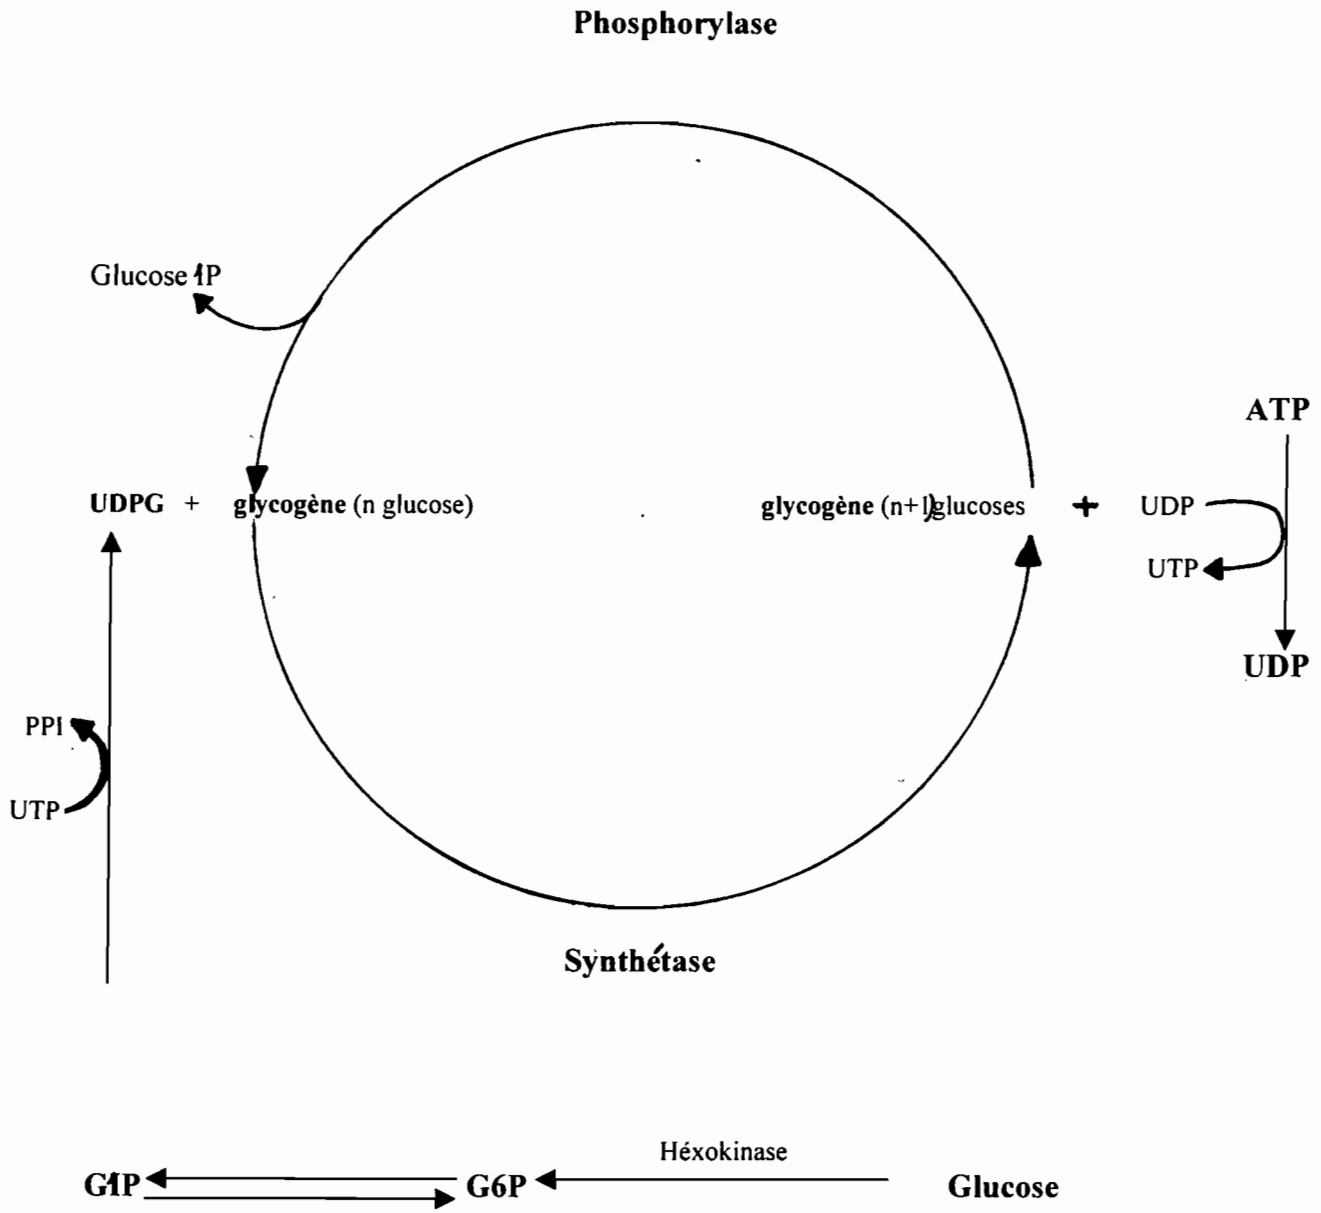 Phosphorylase
Glucose 1P
ATP
UDPG + glycogène (n glucose)
glycogène (n+1)glucoses + UDP
UTP
UDP
PPI
UTP
Synthétase
Héxokinase
G1P
G6P
Glucose